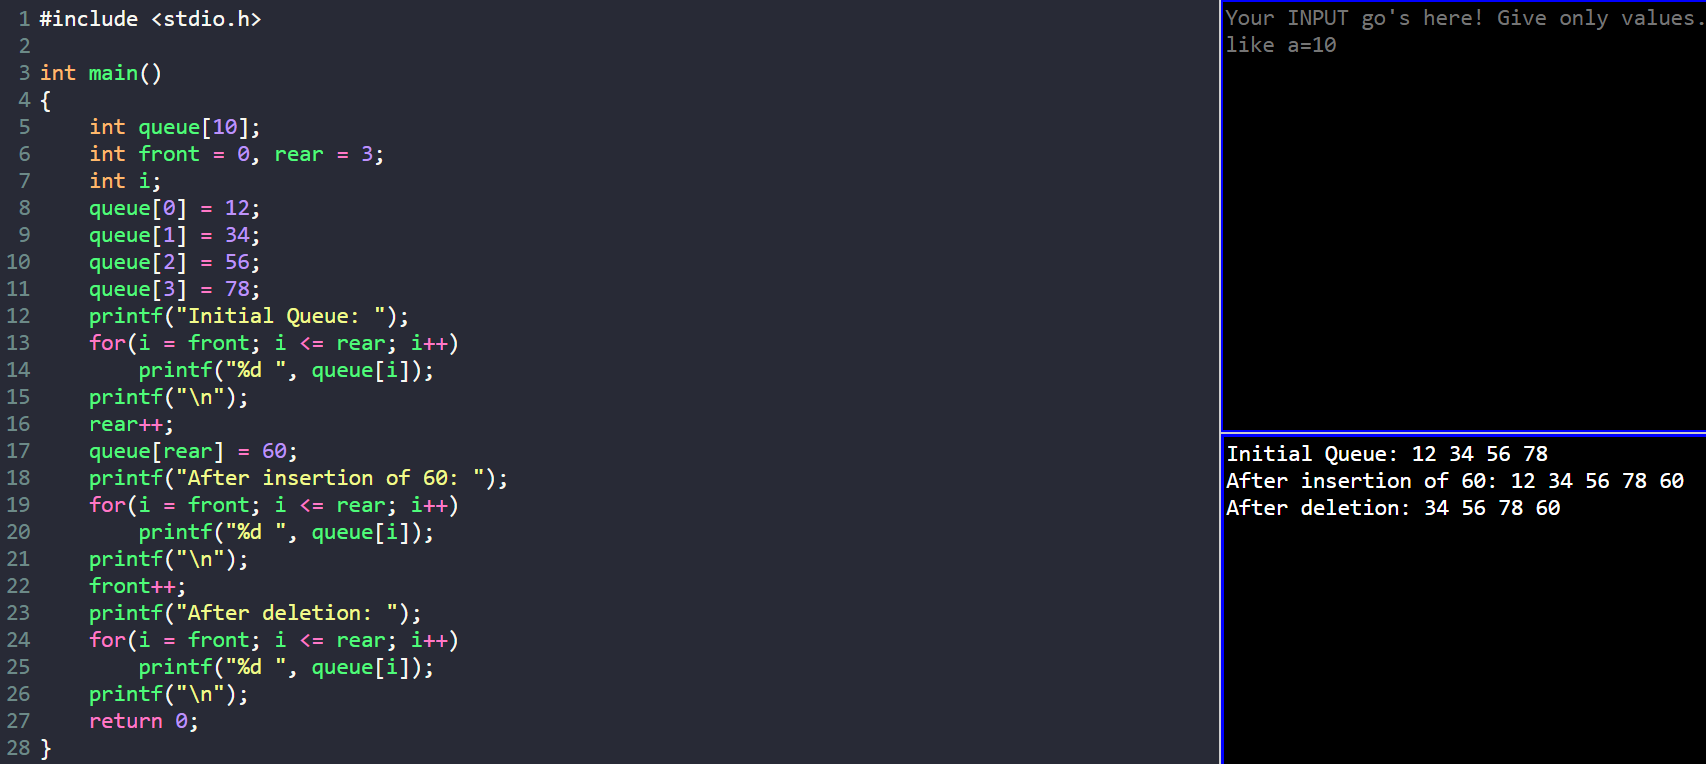 1 #include <stdio.h>
2
3 int main()
4 {
5     int queue[10];
6     int front = 0, rear = 3;
7     int i;
8     queue[0] = 12;
9     queue[1] = 34;
10     queue[2] = 56;
11     queue[3] = 78;
12     printf("Initial Queue: ");
13     for(i = front; i <= rear; i++)
14         printf("%d ", queue[i]);
15     printf("\n");
16     rear++;
17     queue[rear] = 60;
18     printf("After insertion of 60: ");
19     for(i = front; i <= rear; i++)
20         printf("%d ", queue[i]);
21     printf("\n");
22     front++;
23     printf("After deletion: ");
24     for(i = front; i <= rear; i++)
25         printf("%d ", queue[i]);
26     printf("\n");
27     return 0;
28 }
Your INPUT go's here! Give only values.
like a=10
Initial Queue: 12 34 56 78
After insertion of 60: 12 34 56 78 60
After deletion: 34 56 78 60